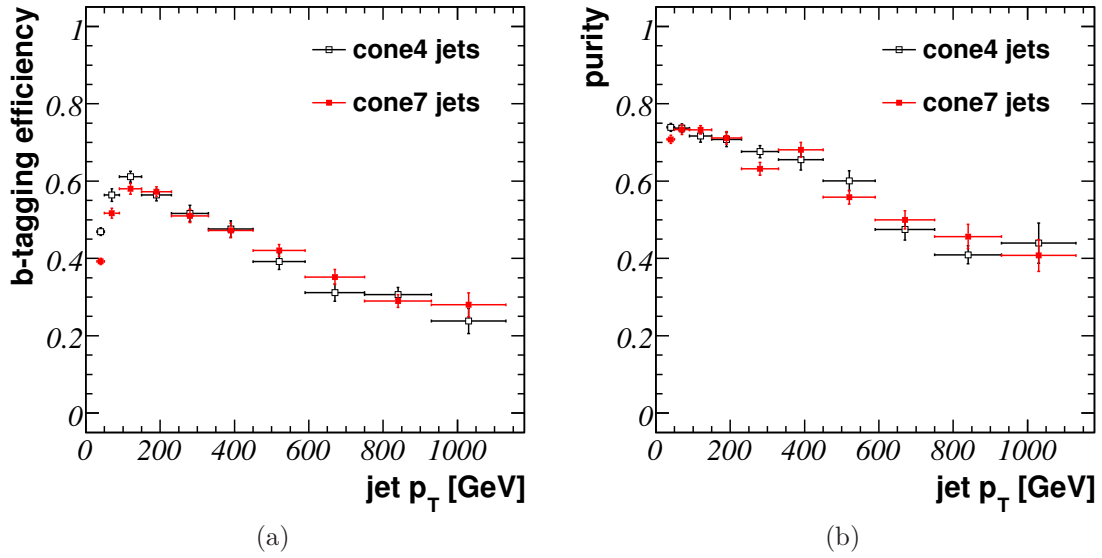 b-tagging efficiency
1
0.8
0.6
0.4
0.2
0
cone4 jets
cone7 jets
0 200 400 600 800 1000
jet p_T [GeV]
(a)
purity
1
0.8
0.6
0.4
0.2
0
cone4 jets
cone7 jets
0 200 400 600 800 1000
jet p_T [GeV]
(b)